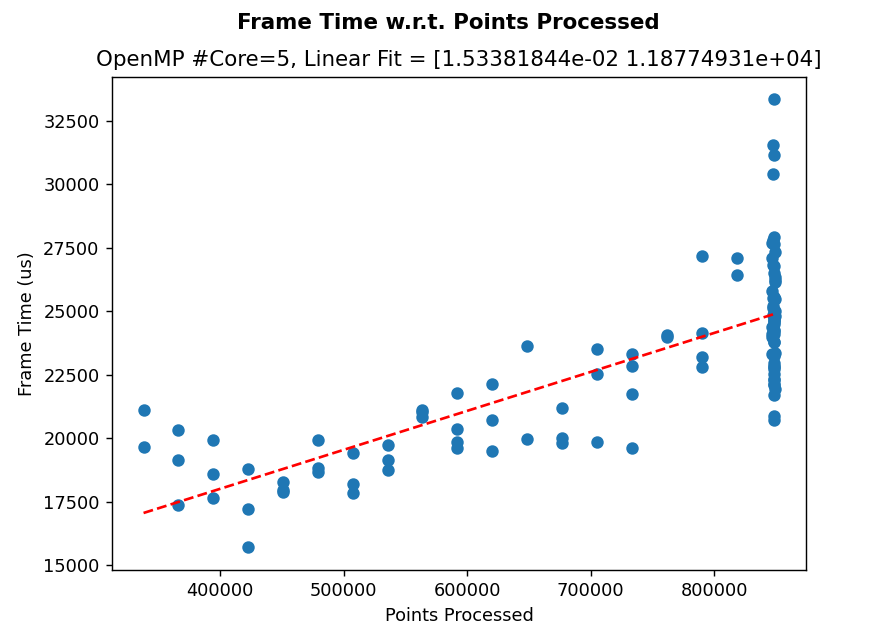 Frame Time w.r.t. Points Processed
OpenMP #Core=5, Linear Fit = [1.53381844e-02 1.18774931e+04]
32500
30000
27500
25000
22500
20000
17500
15000
Frame Time (us)
400000 500000 600000 700000 800000
Points Processed